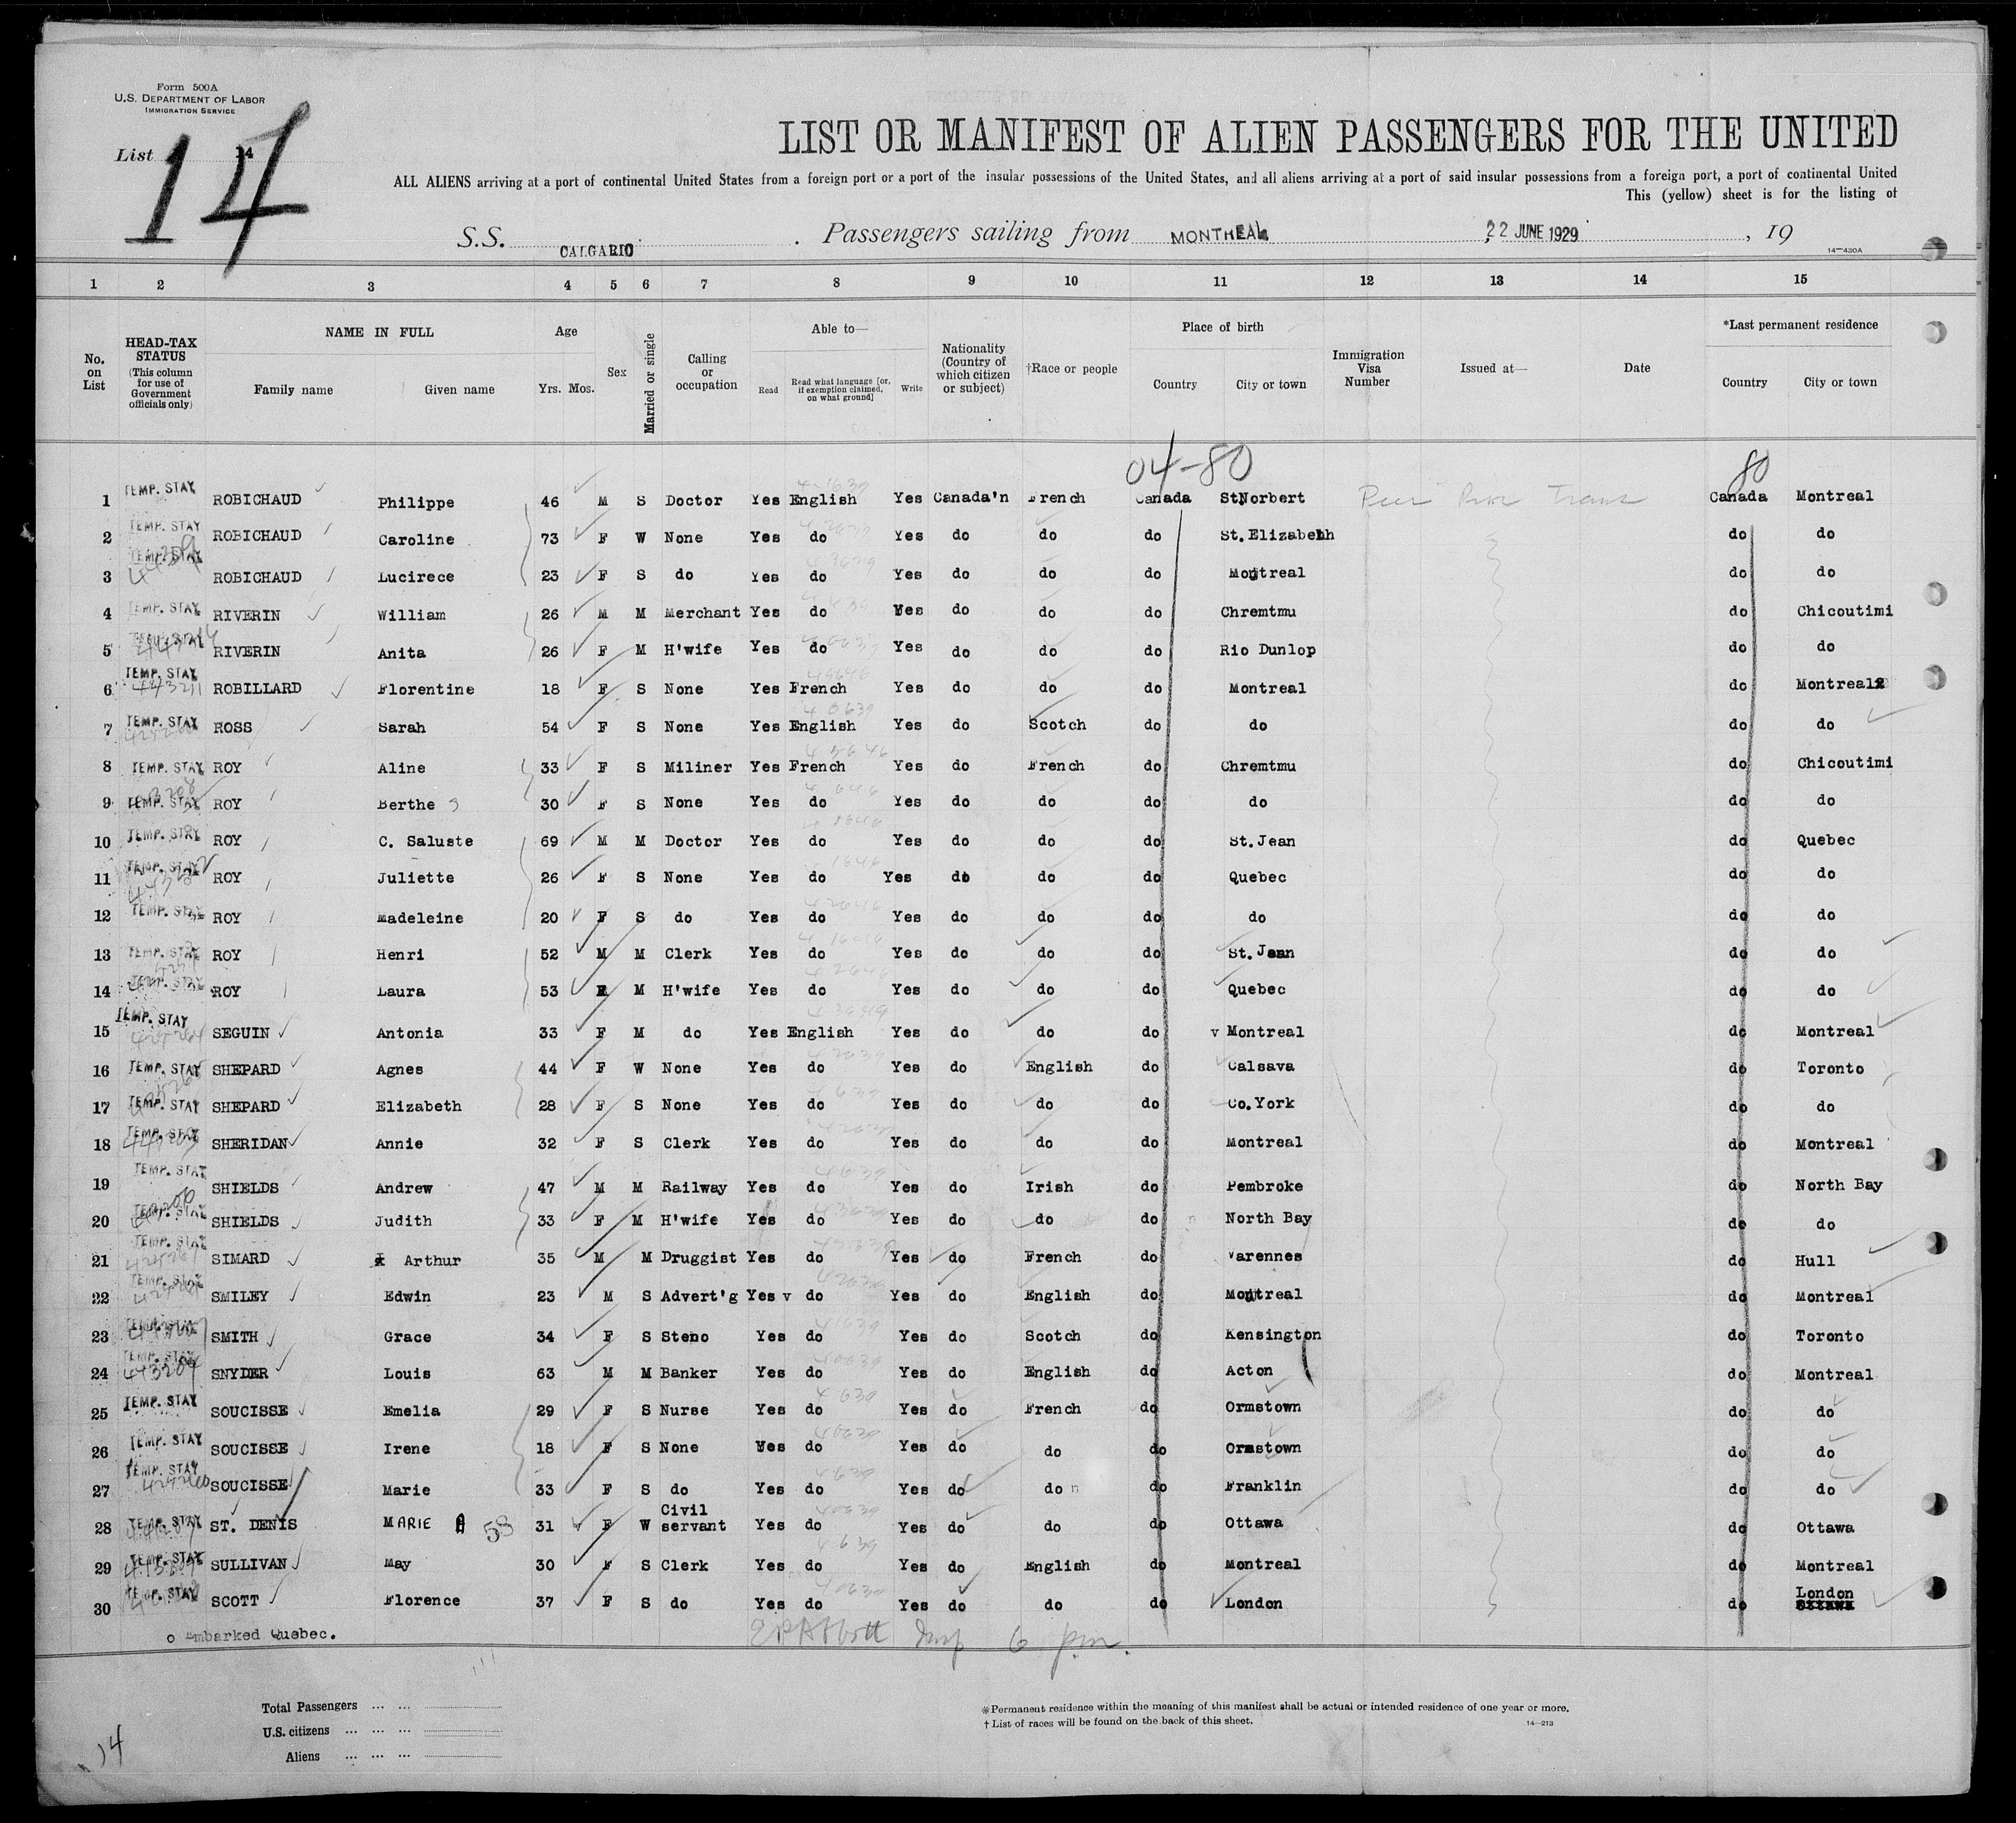 Form 500A
U.S. DEPARTMENT OF LABOR
IMMIGRATION SERVICE
List 14
14
LIST OR MANIFEST OF ALIEN PASSENGERS FOR THE UNITED
ALL ALIENS arriving at a port of continental United States from a foreign port or a port of the insular possessions of the United States, and all aliens arriving at a port of said insular possessions from a foreign port, a port of continental United
This (yellow) sheet is for the listing of
S.S. CALGARIC. Passengers sailing from MONTREAL, 22 JUNE 1929, 19
14—430A
1 2 3 4 5 6 7 8 9 10 11 12 13 14 15
No. on List
HEAD-TAX STATUS (This column for use of Government officials only)
NAME IN FULL
Family name Given name
Age
Yrs. Mos.
Sex
Married or single
Calling or occupation
Able to—
Read
Read what language [or, if exemption claimed, on what ground]
Write
Nationality (Country of which citizen or subject)
†Race or people
Place of birth
Country City or town
Immigration Visa Number
Issued at—
Date
*Last permanent residence
Country City or town
04-80 80
1 TEMP. STAY ROBICHAUD Philippe 46 M S Doctor Yes English Yes Canada'n French Canada St.Norbert Canada Montreal
2 TEMP. STAY ROBICHAUD Caroline 73 F W None Yes do Yes do do do St.Elizabehh do do
3 TEMP. STAY ROBICHAUD Lucirece 23 F S do Yes do Yes do do do Montreal do do
4 TEMP. STAY RIVERIN William 26 M M Merchant Yes do Yes do do do Chremtmu do Chicoutimi
5 RIVERIN Anita 26 F M H'wife Yes do Yes do do do Rio Dunlop do do
6 TEMP. STAY ROBILLARD Florentine 18 F S None Yes French Yes do do do Montreal do Montreal
7 TEMP. STAY ROSS Sarah 54 F S None Yes English Yes do Scotch do do do do
8 TEMP. STAY ROY Aline 33 F S Miliner Yes French Yes do French do Chremtmu do Chicoutimi
9 TEMP. STAY ROY Berthe 30 F S None Yes do Yes do do do do do do
10 TEMP. STAY ROY C. Saluste 69 M M Doctor Yes do Yes do do do St.Jean do Quebec
11 TEMP. STAY ROY Juliette 26 F S None Yes do Yes do do do Quebec do do
12 TEMP. STAY ROY Madeleine 20 F S do Yes do Yes do do do do do do
13 TEMP. STAY ROY Henri 52 M M Clerk Yes do Yes do do do St.Jean do do
14 TEMP. STAY ROY Laura 53 M H'wife Yes do Yes do do do Quebec do do
15 TEMP. STAY SEGUIN Antonia 33 F M do Yes English Yes do do do v Montreal do Montreal
16 TEMP. STAY SHEPARD Agnes 44 F W None Yes do Yes do English do Calsava do Toronto
17 TEMP. STAY SHEPARD Elizabeth 28 F S None Yes do Yes do do do Co.York do do
18 TEMP. STAY SHERIDAN Annie 32 F S Clerk Yes do Yes do do do Montreal do Montreal
19 TEMP. STAY SHIELDS Andrew 47 M M Railway Yes do Yes do Irish do Pembroke do North Bay
20 TEMP. STAY SHIELDS Judith 33 F M H'wife Yes do Yes do do do North Bay do do
21 TEMP. STAY SIMARD Arthur 35 M M Druggist Yes do Yes do French do Varennes do Hull
22 TEMP. STAY SMILEY Edwin 23 M S Advert'g Yes v do Yes do English do Montreal do Montreal
23 SMITH Grace 34 F S Steno Yes do Yes do Scotch do Kensington do Toronto
24 TEMP. STAY SNYDER Louis 63 M M Banker Yes do Yes do English do Acton do Montreal
25 TEMP. STAY SOUCISSE Emelia 29 F S Nurse Yes do Yes do French do Ormstown do do
26 TEMP. STAY SOUCISSE Irene 18 F S None Yes do Yes do do do Ormstown do do
27 TEMP. STAY SOUCISSE Marie 33 F S do Yes do Yes do do do Franklin do do
28 TEMP. STAY ST. DENIS MARIE A 58 31 F W Civil servant Yes do Yes do do do Ottawa do Ottawa
29 TEMP. STAY SULLIVAN May 30 F S Clerk Yes do Yes do English do Montreal do Montreal
30 TEMP. STAY SCOTT Florence 37 F S do Yes do Yes do do do London do London
o Embarked Quebec.
6 pm.
Total Passengers ... ...
U.S. citizens ... ... ...
Aliens ... ... ...
*Permanent residence within the meaning of this manifest shall be actual or intended residence of one year or more.
† List of races will be found on the back of this sheet.
14—213
14